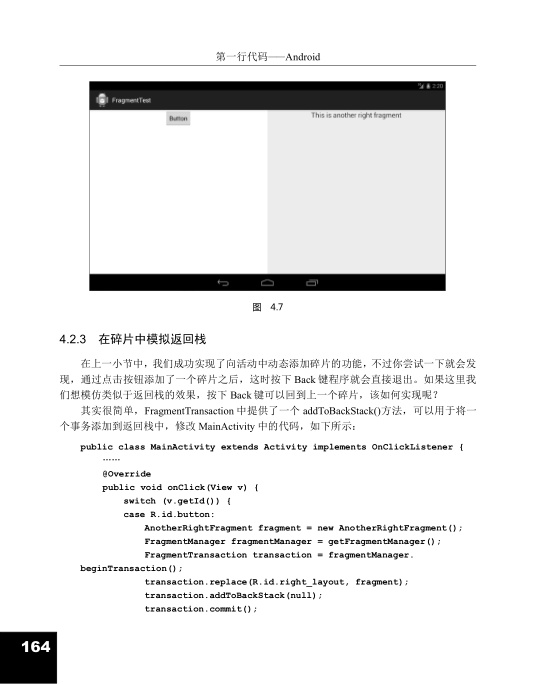 第一行代码——Android
2:20
FragmentTest
Button
This is another right fragment
图 4.7
4.2.3 在碎片中模拟返回栈
在上一小节中，我们成功实现了向活动中动态添加碎片的功能，不过你尝试一下就会发
现，通过点击按钮添加了一个碎片之后，这时按下 Back 键程序就会直接退出。如果这里我
们想模仿类似于返回栈的效果，按下 Back 键可以回到上一个碎片，该如何实现呢？
其实很简单，FragmentTransaction 中提供了一个 addToBackStack()方法，可以用于将一
个事务添加到返回栈中，修改 MainActivity 中的代码，如下所示：
public class MainActivity extends Activity implements OnClickListener {
……
@Override
public void onClick(View v) {
switch (v.getId()) {
case R.id.button:
AnotherRightFragment fragment = new AnotherRightFragment();
FragmentManager fragmentManager = getFragmentManager();
FragmentTransaction transaction = fragmentManager.
beginTransaction();
transaction.replace(R.id.right_layout, fragment);
transaction.addToBackStack(null);
transaction.commit();
164